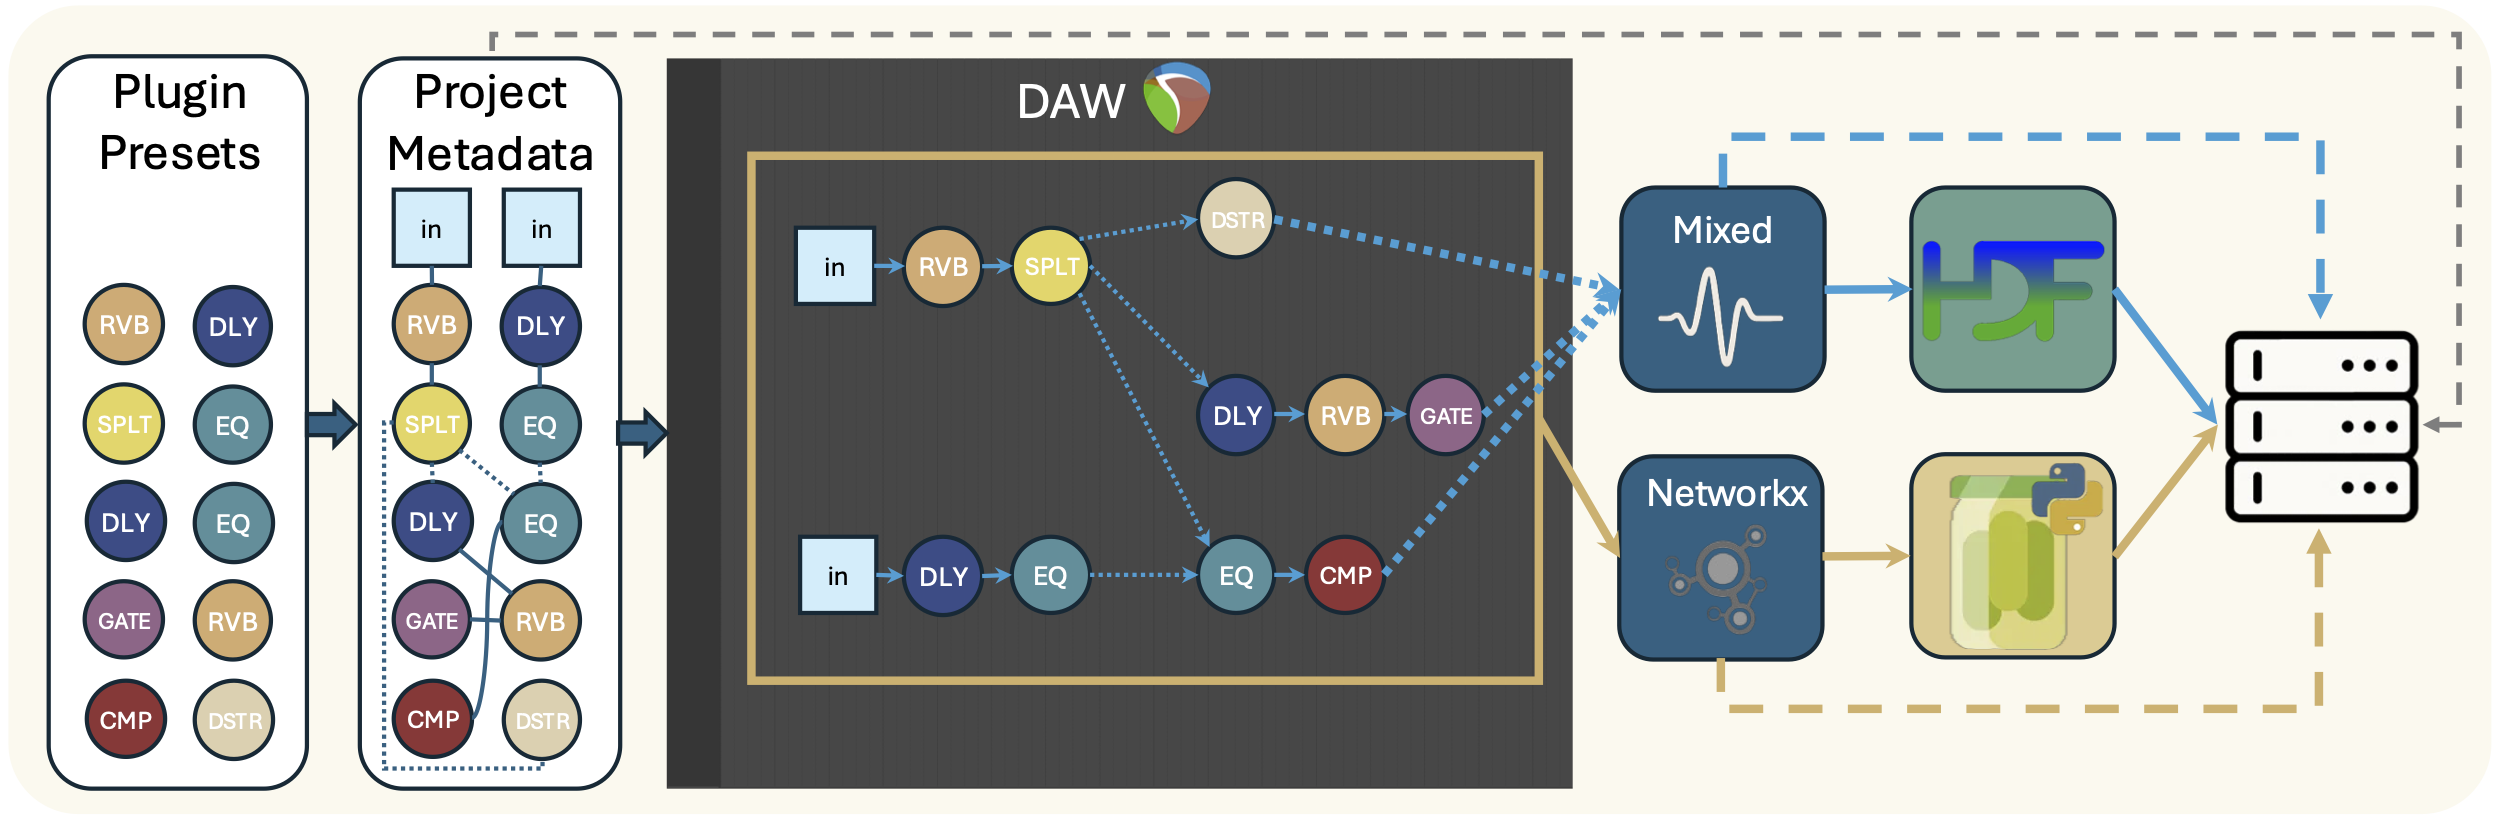 Plugin
Presets
RVB
DLY
SPLT
EQ
DLY
EQ
GATE
RVB
CMP
DSTR
Project
Metadata
in
in
RVB
DLY
SPLT
EQ
DLY
EQ
GATE
RVB
CMP
DSTR
DAW
in
RVB
SPLT
DSTR
DLY
RVB
GATE
in
DLY
EQ
EQ
CMP
Mixed
HDF
Networkx